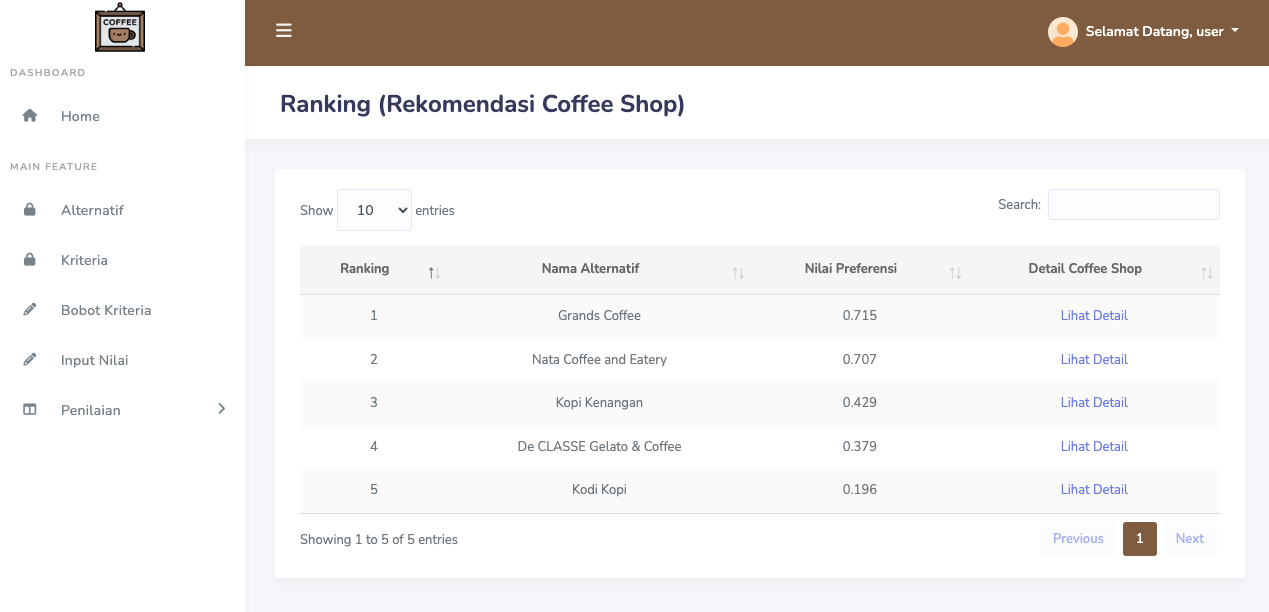 COFFEE
Selamat Datang, user
DASHBOARD
Home
MAIN FEATURE
Alternatif
Kriteria
Bobot Kriteria
Input Nilai
Penilaian
Ranking (Rekomendasi Coffee Shop)
Show 10 entries
Search:
Ranking Nama Alternatif Nilai Preferensi Detail Coffee Shop
1 Grands Coffee 0.715 Lihat Detail
2 Nata Coffee and Eatery 0.707 Lihat Detail
3 Kopi Kenangan 0.429 Lihat Detail
4 De CLASSE Gelato & Coffee 0.379 Lihat Detail
5 Kodi Kopi 0.196 Lihat Detail
Showing 1 to 5 of 5 entries
Previous 1 Next